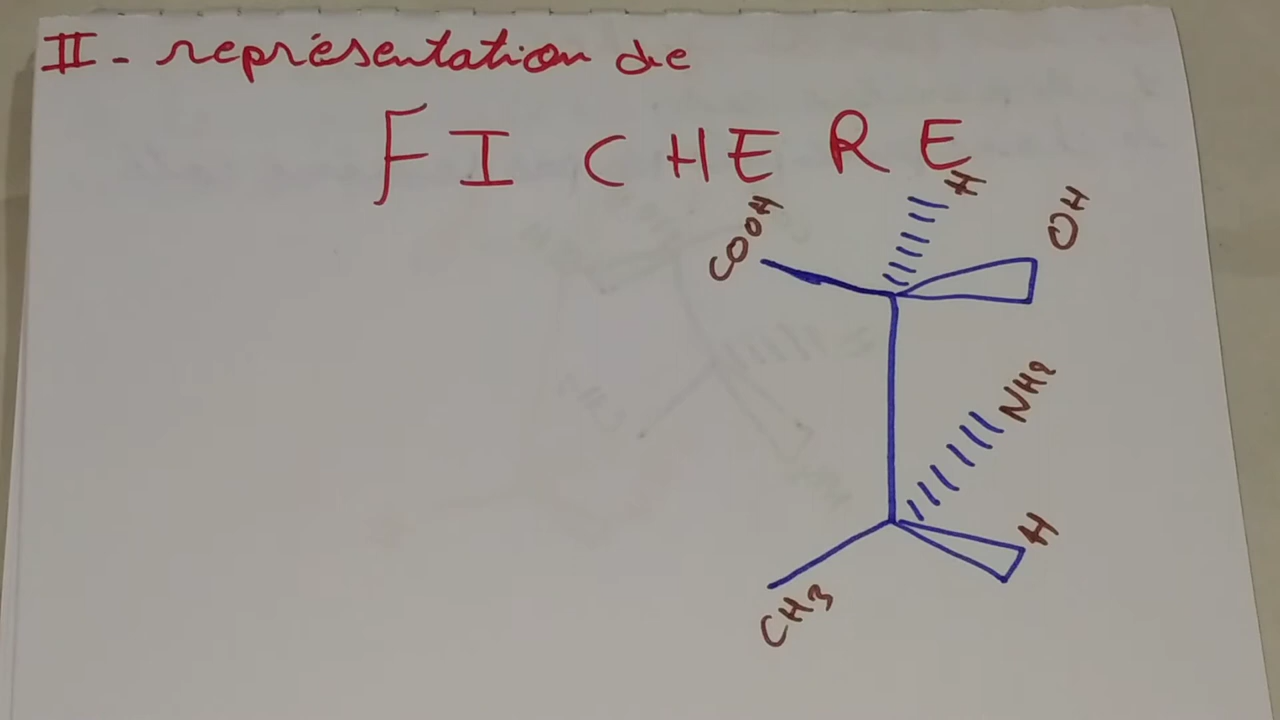 II - représentation de
FICHERE
H
COOH
OH
NH2
H
CH3